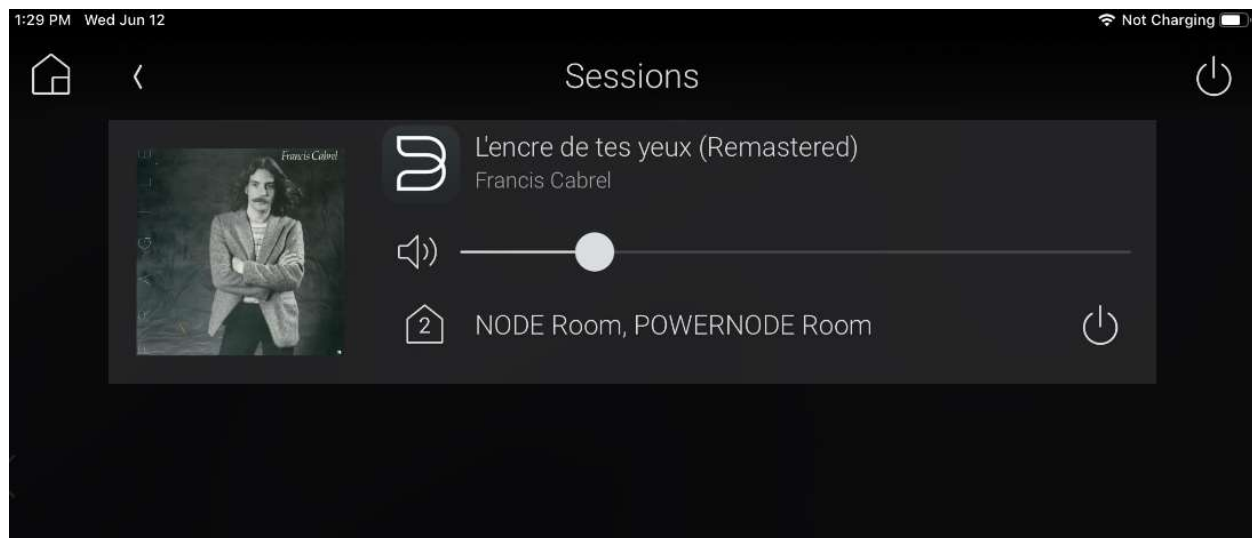 1:29 PM Wed Jun 12
Not Charging
Sessions
Francis Cabrel
L'encre de tes yeux (Remastered)
Francis Cabrel
2
NODE Room, POWERNODE Room